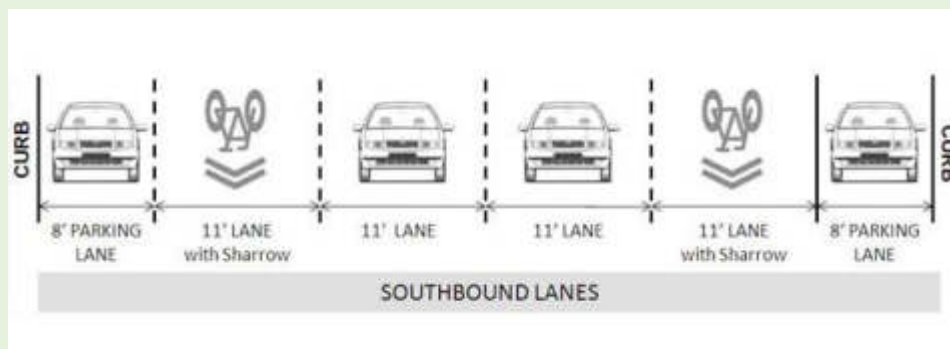 CURB
CURB
8' PARKING
LANE
11' LANE
with Sharrow
11' LANE
11' LANE
11' LANE
with Sharrow
8' PARKING
LANE
SOUTHBOUND LANES